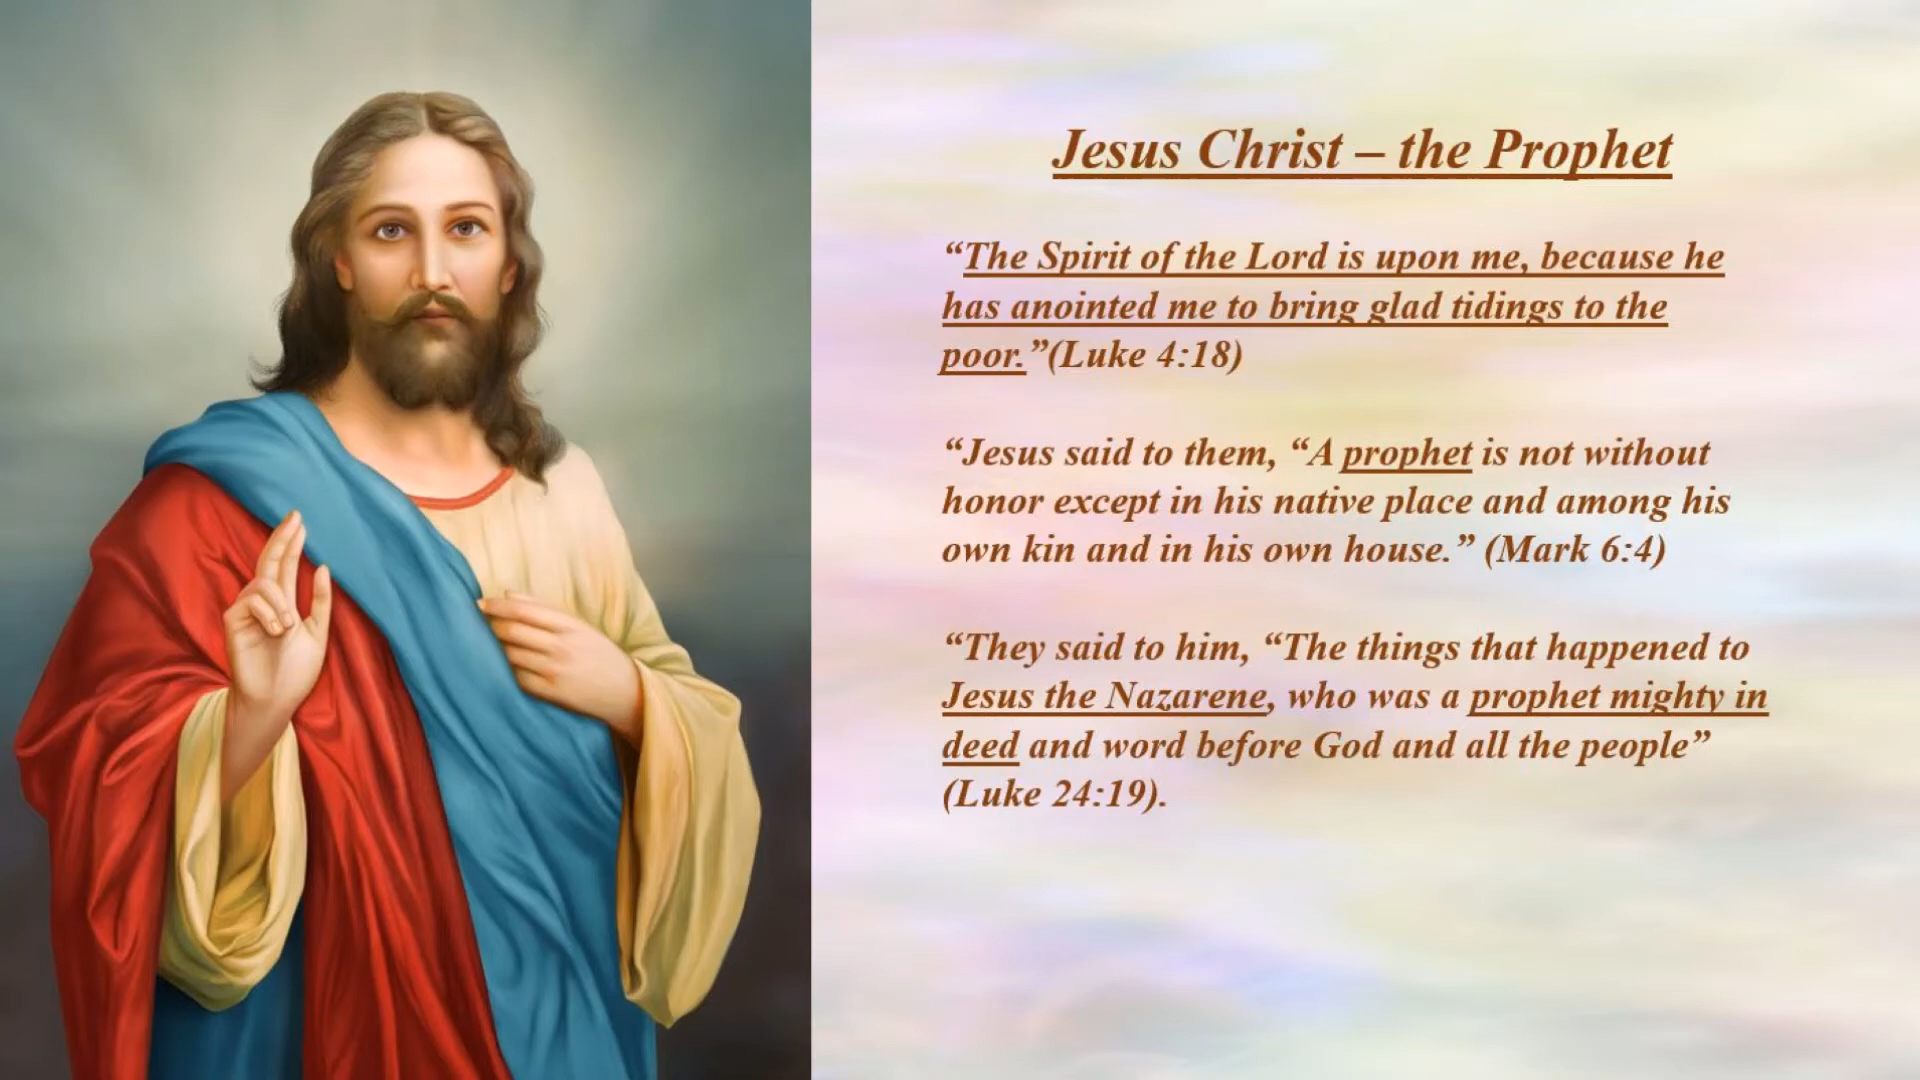 Jesus Christ – the Prophet
“The Spirit of the Lord is upon me, because he
has anointed me to bring glad tidings to the
poor.”(Luke 4:18)
“Jesus said to them, “A prophet is not without
honor except in his native place and among his
own kin and in his own house.” (Mark 6:4)
“They said to him, “The things that happened to
Jesus the Nazarene, who was a prophet mighty in
deed and word before God and all the people”
(Luke 24:19).